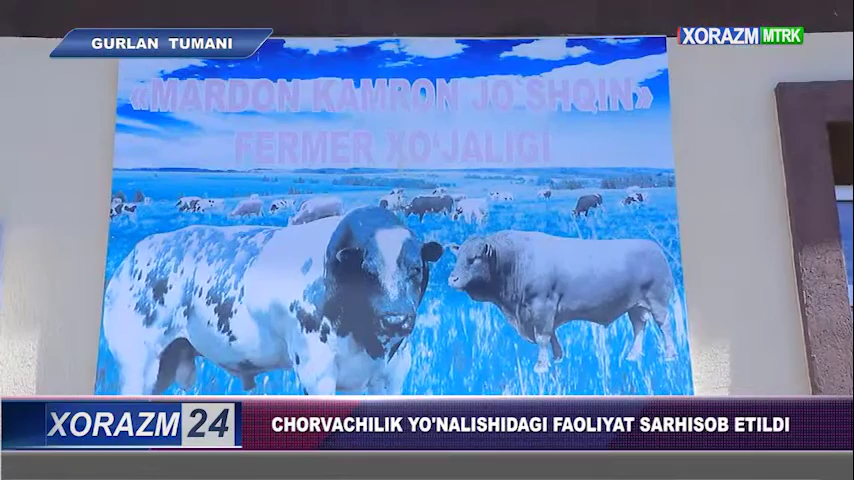 GURLAN TUMANI
XORAZM MTRK
«MARDON KAMRON JO`SHQIN»
FERMER XO‘JALIGI
XORAZM 24
CHORVACHILIK YO'NALISHIDAGI FAOLIYAT SARHISOB ETILDI